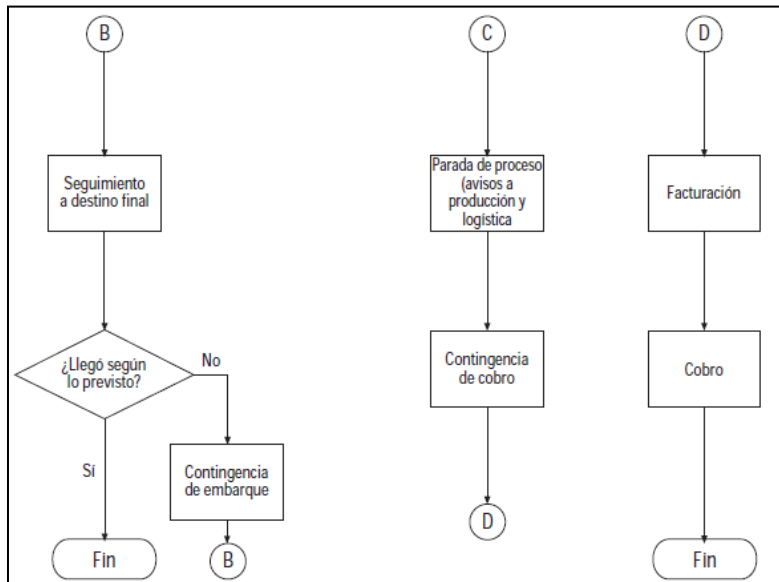 B
Seguimiento
a destino final
¿Llegó según
lo previsto?
No
Sí
Contingencia
de embarque
Fin
B
C
Parada de proceso
(avisos a
producción y
logística
Contingencia
de cobro
D
D
Facturación
Cobro
Fin